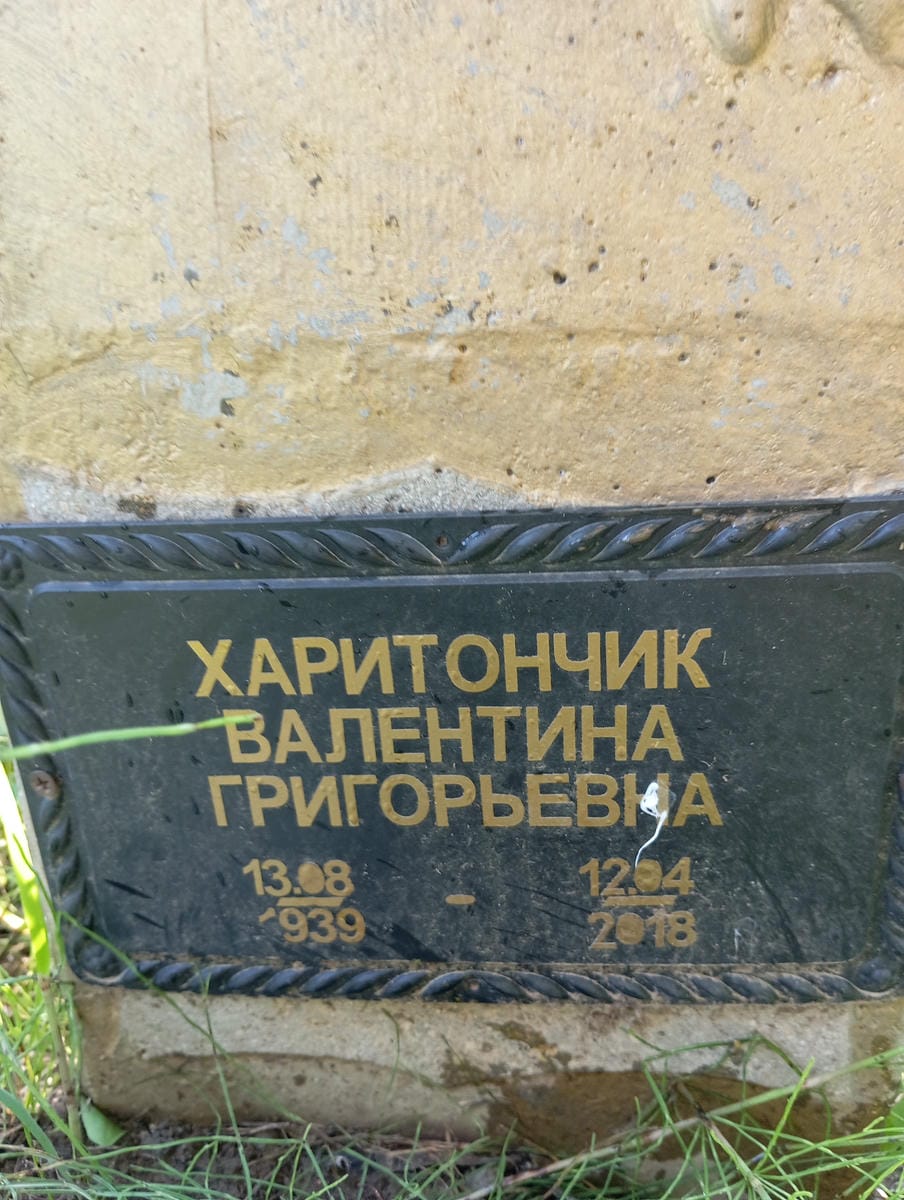 ХАРИТОНЧИК
ВАЛЕНТИНА
ГРИГОРЬЕВНА
13.08 - 12.04
1939 2018